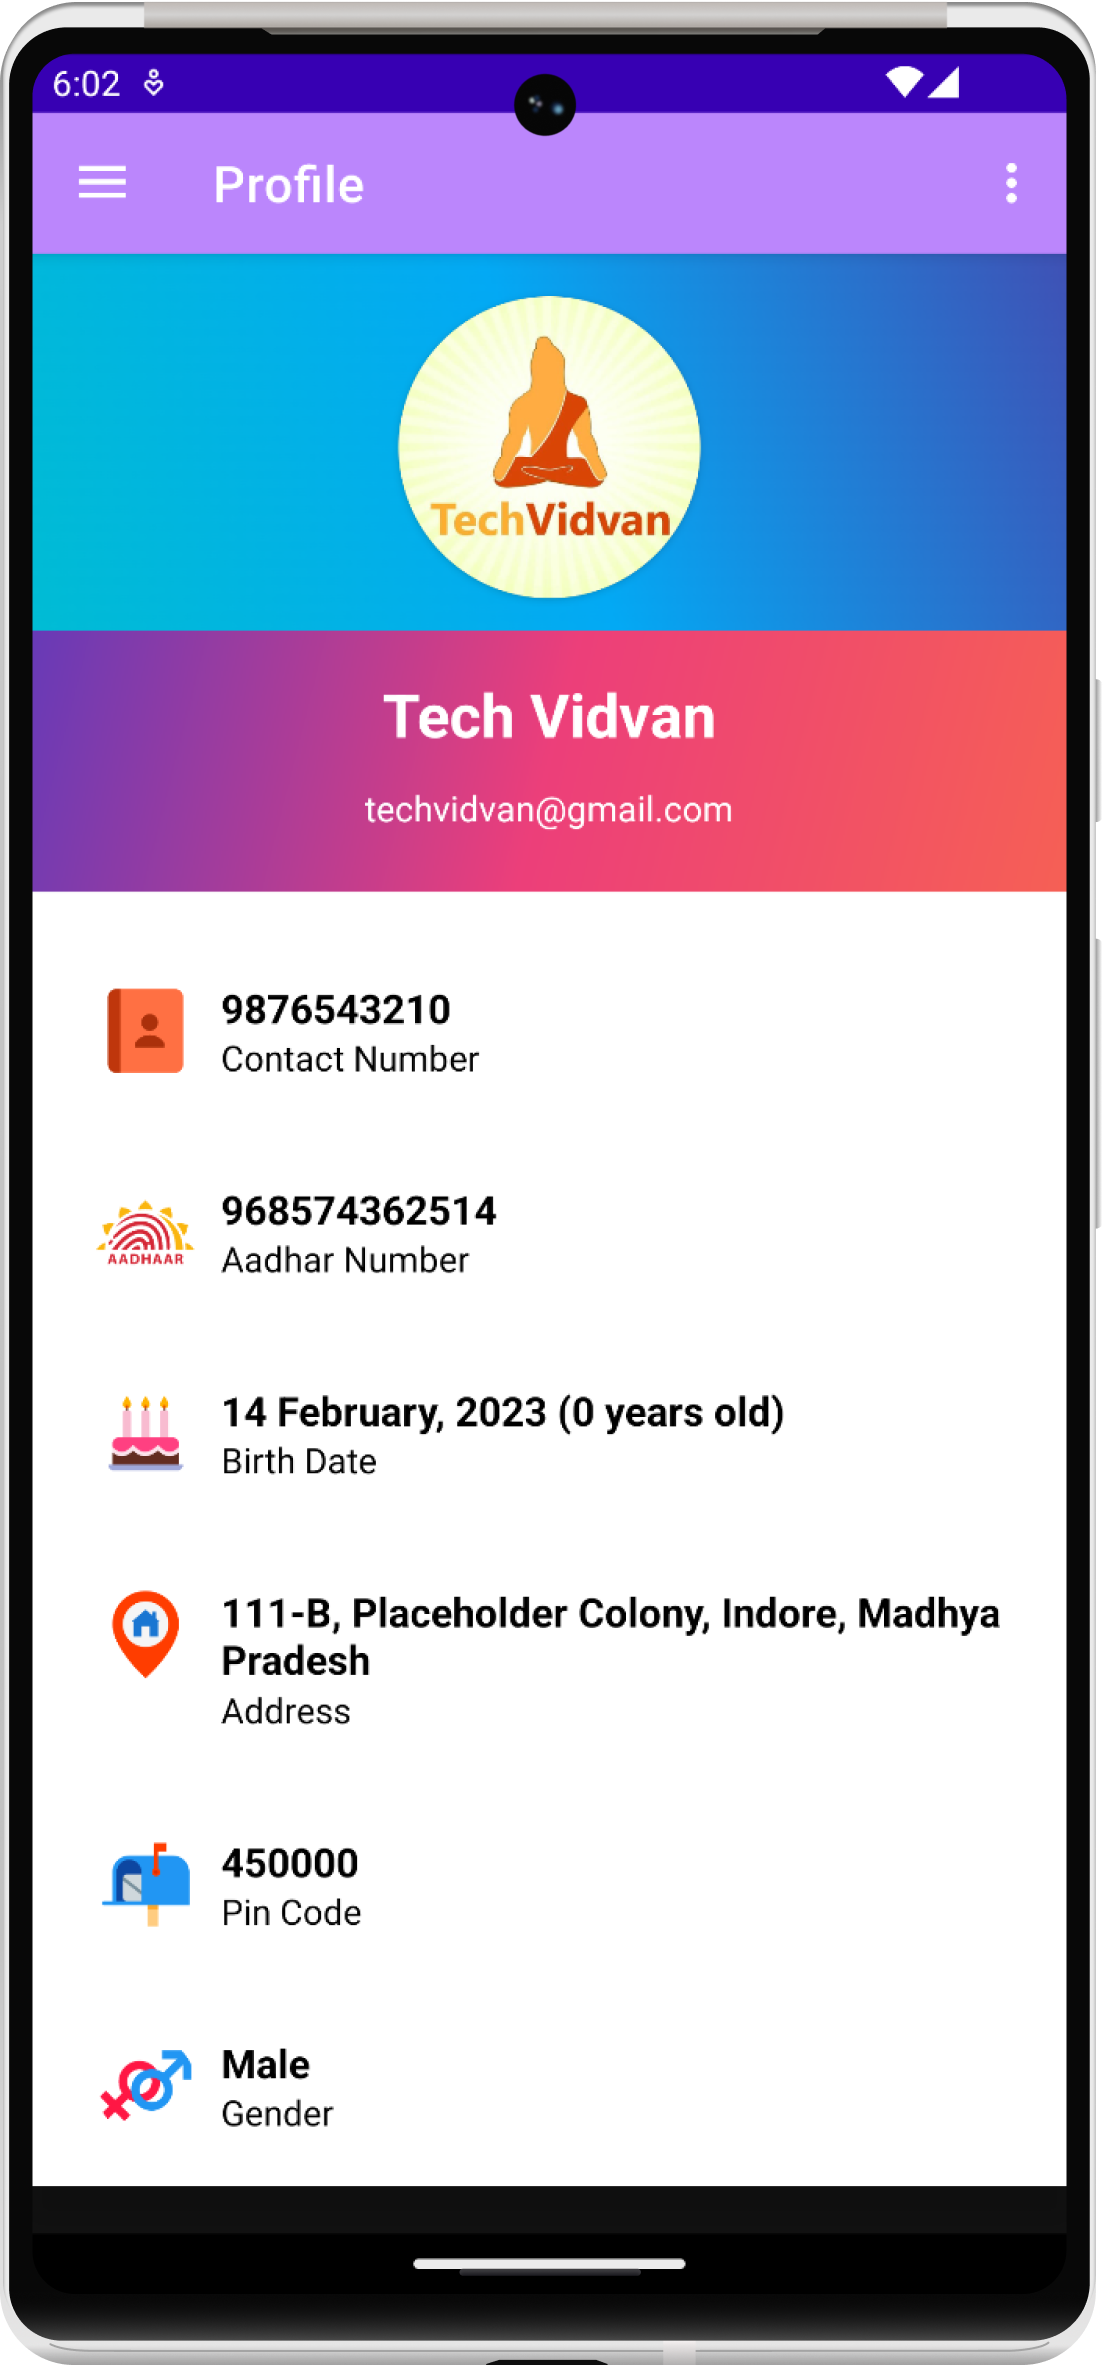 6:02
Profile
TechVidvan
Tech Vidvan
techvidvan@gmail.com
9876543210
Contact Number
AADHAAR
968574362514
Aadhar Number
14 February, 2023 (0 years old)
Birth Date
111-B, Placeholder Colony, Indore, Madhya
Pradesh
Address
450000
Pin Code
Male
Gender